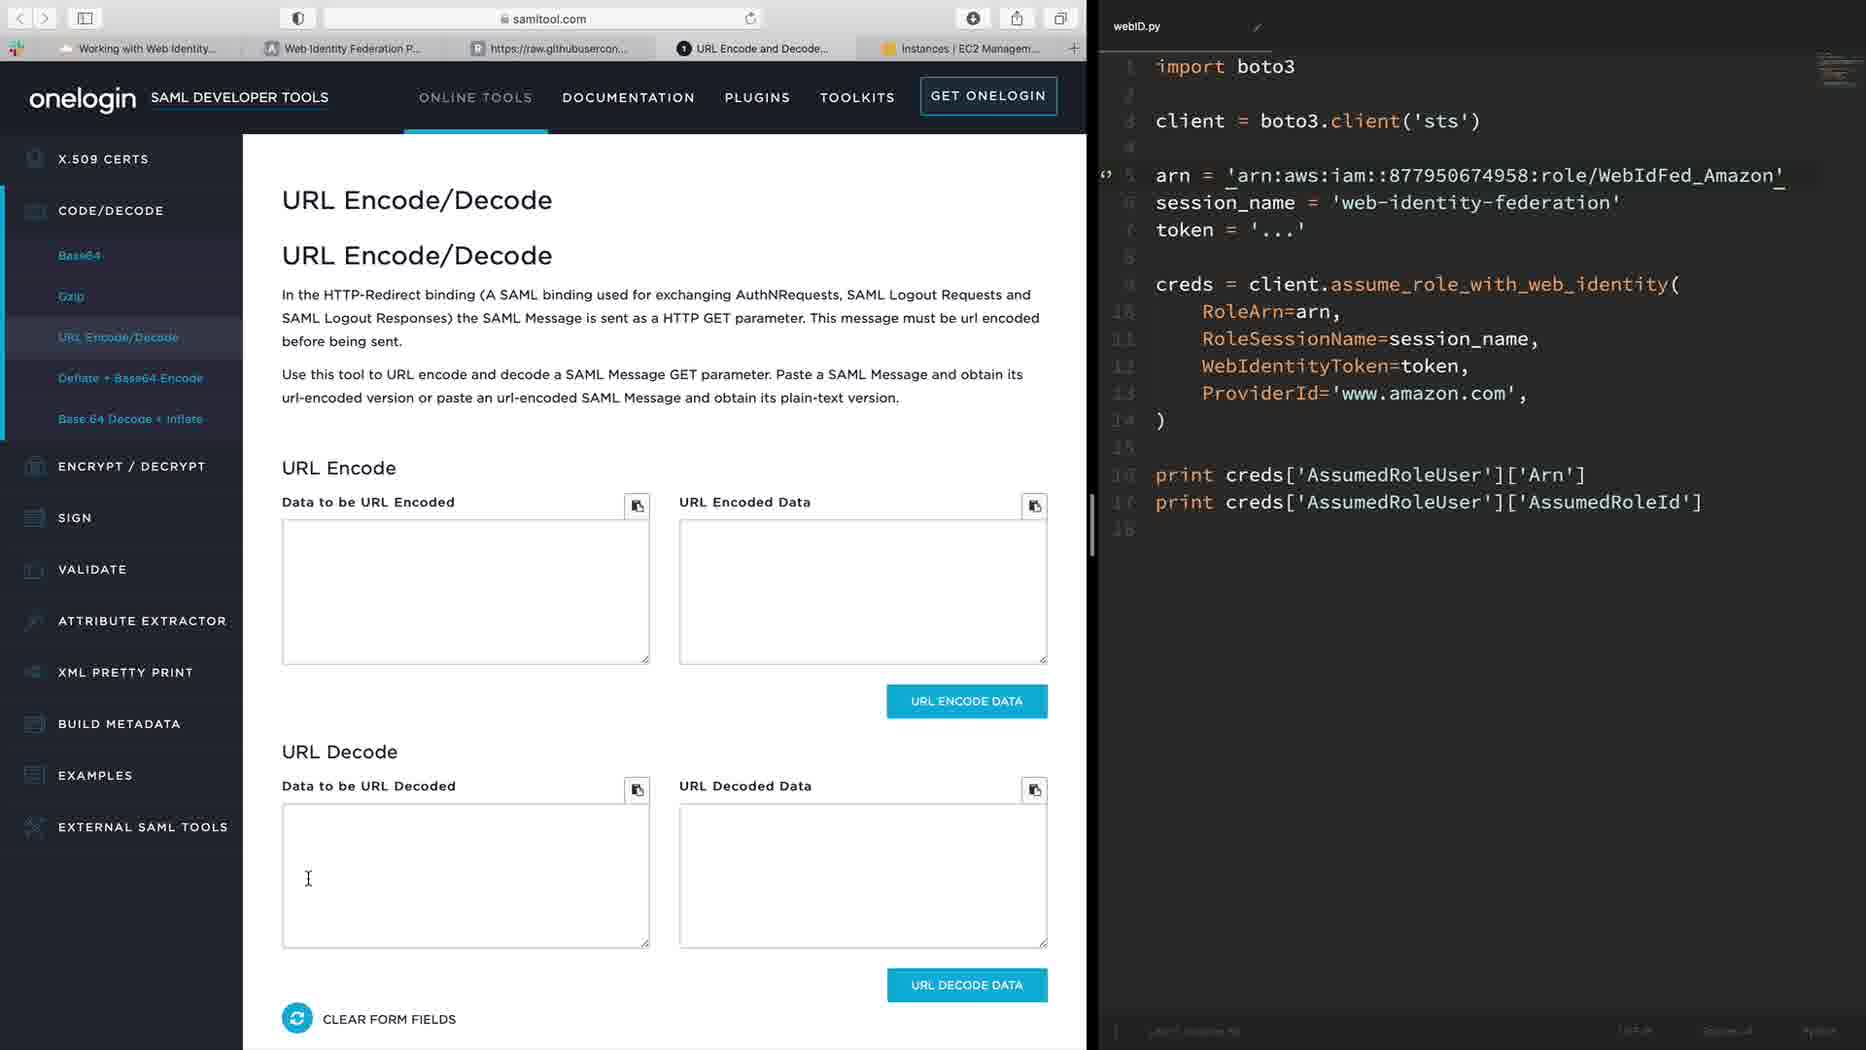 samltool.com
Working with Web Identity...
Web Identity Federation P...
https://raw.githubusercon...
URL Encode and Decode...
Instances | EC2 Managem...
onelogin SAML DEVELOPER TOOLS
ONLINE TOOLS
DOCUMENTATION
PLUGINS
TOOLKITS
GET ONELOGIN
X.509 CERTS
CODE/DECODE
Base64
Gzip
URL Encode/Decode
Deflate + Base64 Encode
Base 64 Decode + Inflate
ENCRYPT / DECRYPT
SIGN
VALIDATE
ATTRIBUTE EXTRACTOR
XML PRETTY PRINT
BUILD METADATA
EXAMPLES
EXTERNAL SAML TOOLS
URL Encode/Decode
URL Encode/Decode
In the HTTP-Redirect binding (A SAML binding used for exchanging AuthNRequests, SAML Logout Requests and
SAML Logout Responses) the SAML Message is sent as a HTTP GET parameter. This message must be url encoded
before being sent.
Use this tool to URL encode and decode a SAML Message GET parameter. Paste a SAML Message and obtain its
url-encoded version or paste an url-encoded SAML Message and obtain its plain-text version.
URL Encode
Data to be URL Encoded
URL Encoded Data
URL ENCODE DATA
URL Decode
Data to be URL Decoded
URL Decoded Data
URL DECODE DATA
CLEAR FORM FIELDS
webID.py
1 import boto3
2
3 client = boto3.client('sts')
4
5 arn = 'arn:aws:iam::877950674958:role/WebIdFed_Amazon'
6 session_name = 'web-identity-federation'
7 token = '...'
8
9 creds = client.assume_role_with_web_identity(
10 RoleArn=arn,
11 RoleSessionName=session_name,
12 WebIdentityToken=token,
13 ProviderId='www.amazon.com',
14 )
15
16 print creds['AssumedRoleUser']['Arn']
17 print creds['AssumedRoleUser']['AssumedRoleId']
18